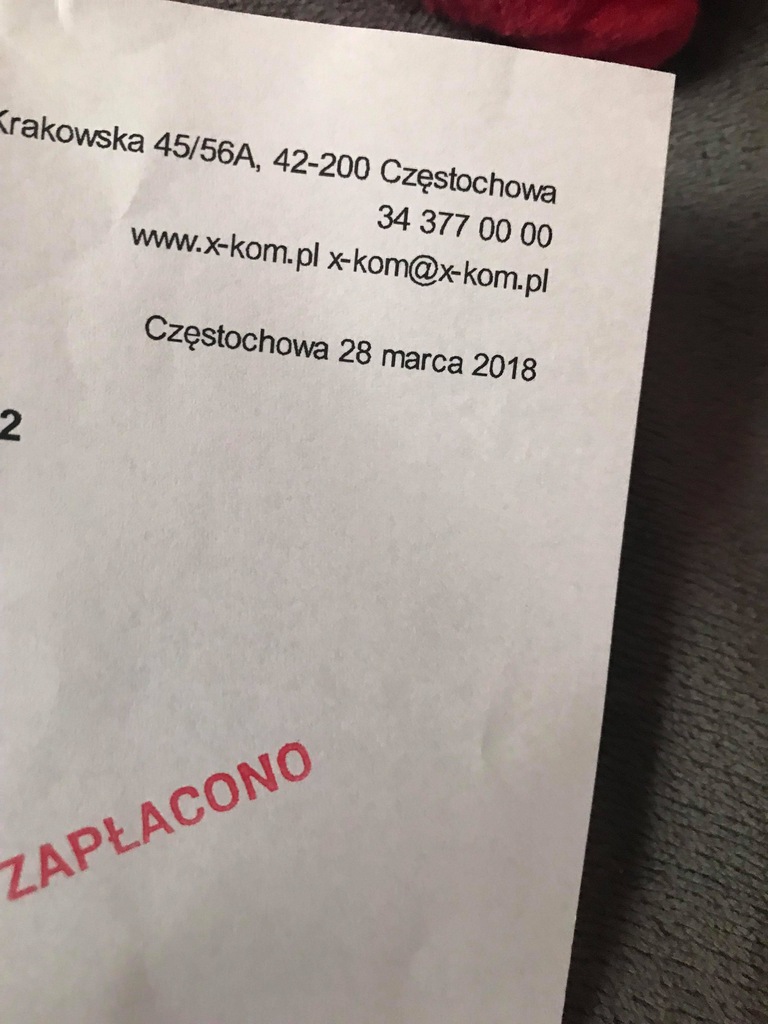 Krakowska 45/56A, 42-200 Częstochowa
34 377 00 00
www.x-kom.pl x-kom@x-kom.pl
Częstochowa 28 marca 2018
2
ZAPŁACONO